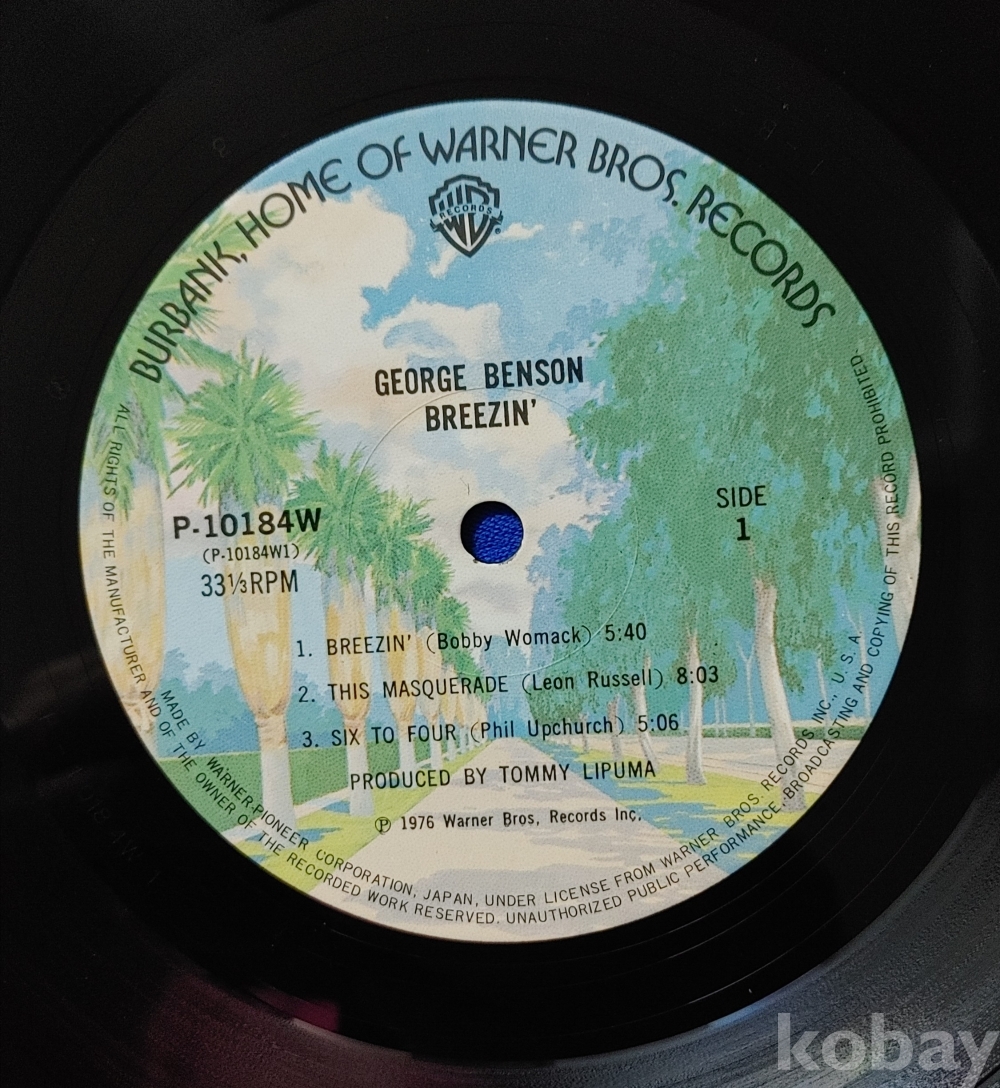 BURBANK, HOME OF WARNER BROS. RECORDS
RECORDS
GEORGE BENSON
BREEZIN'
P-10184W
(P-10184W1)
33⅓RPM
SIDE
1
1. BREEZIN' (Bobby Womack) 5:40
2. THIS MASQUERADE (Leon Russell) 8:03
3. SIX TO FOUR (Phil Upchurch) 5:06
PRODUCED BY TOMMY LIPUMA
Ⓟ 1976 Warner Bros. Records Inc.
MADE BY WARNER-PIONEER CORPORATION, JAPAN, UNDER LICENSE FROM WARNER BROS. RECORDS INC., U. S. A.
ALL RIGHTS OF THE MANUFACTURER AND OF THE OWNER OF THE RECORDED WORK RESERVED. UNAUTHORIZED PUBLIC PERFORMANCE BROADCASTING AND COPYING OF THIS RECORD PROHIBITED.
kobay